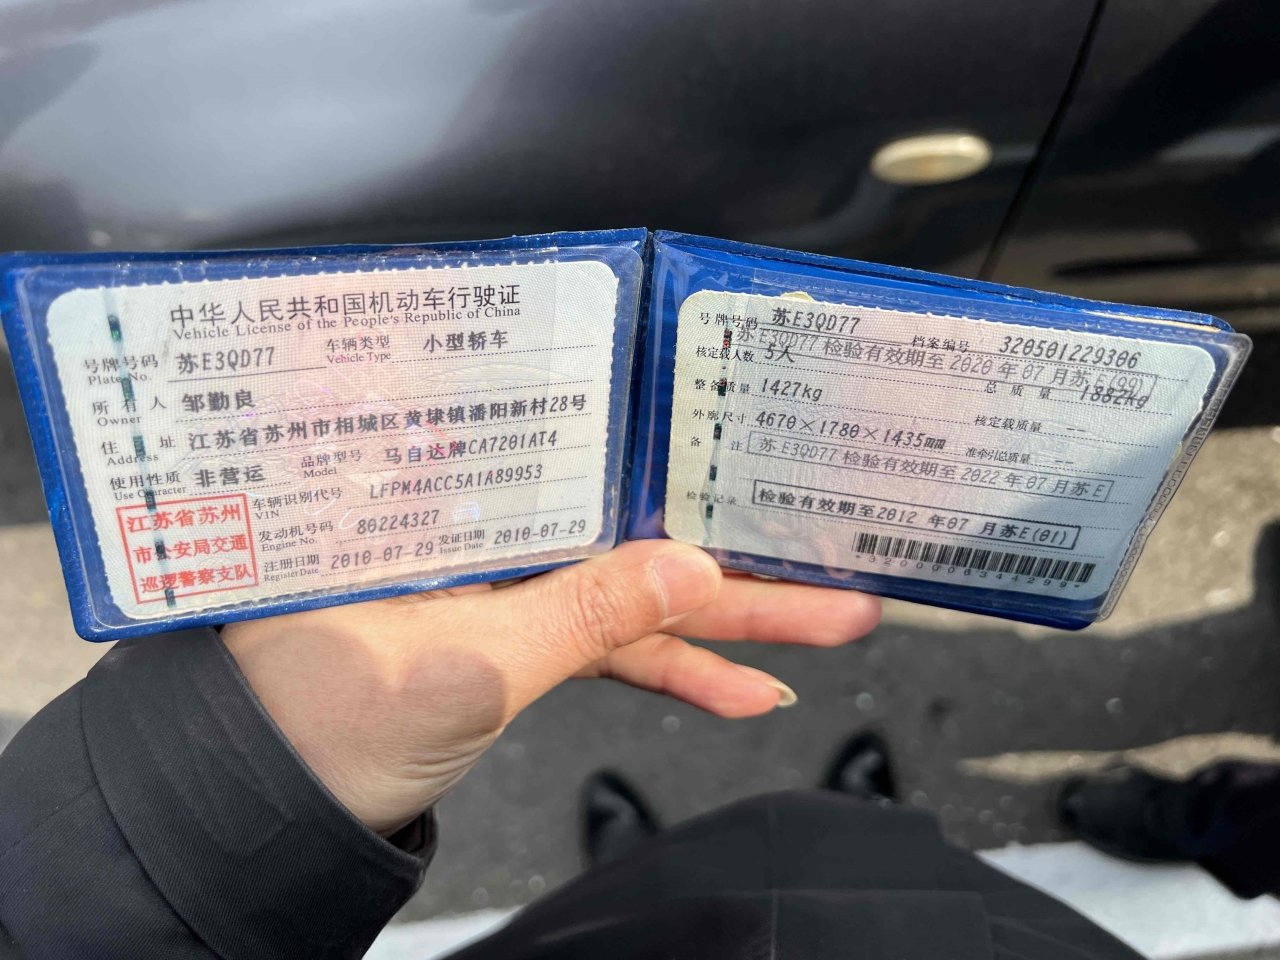 中华人民共和国机动车行驶证
Vehicle License of the People's Republic of China
号牌号码 苏E3QD77 车辆类型 小型轿车
Plate No. Vehicle Type
所有人 邹勤良
Owner
住址 江苏省苏州市相城区黄埭镇潘阳新村28号
Address
使用性质 非营运 品牌型号 马自达牌CA7201AT4
Use Character Model
江苏省苏州
市公安局交通
巡逻警察支队
车辆识别代号 LFPM4ACC5A1A89953
VIN
发动机号码 80224327
Engine No.
注册日期 2010-07-29 发证日期 2010-07-29
Register Date Issue Date
号牌号码 苏E3QD77 档案编号 320501229306
苏E3QD77 检验有效期至2020年07月苏
核定载人数 5人 总质量 1882kg
整备质量 1427kg 核定载质量 --
外廓尺寸 4670×1780×1435mm 准牵引总质量 --
备注 苏E3QD77 检验有效期至2022年07月苏E
检验记录 检验有效期至2012年07月苏E(01)